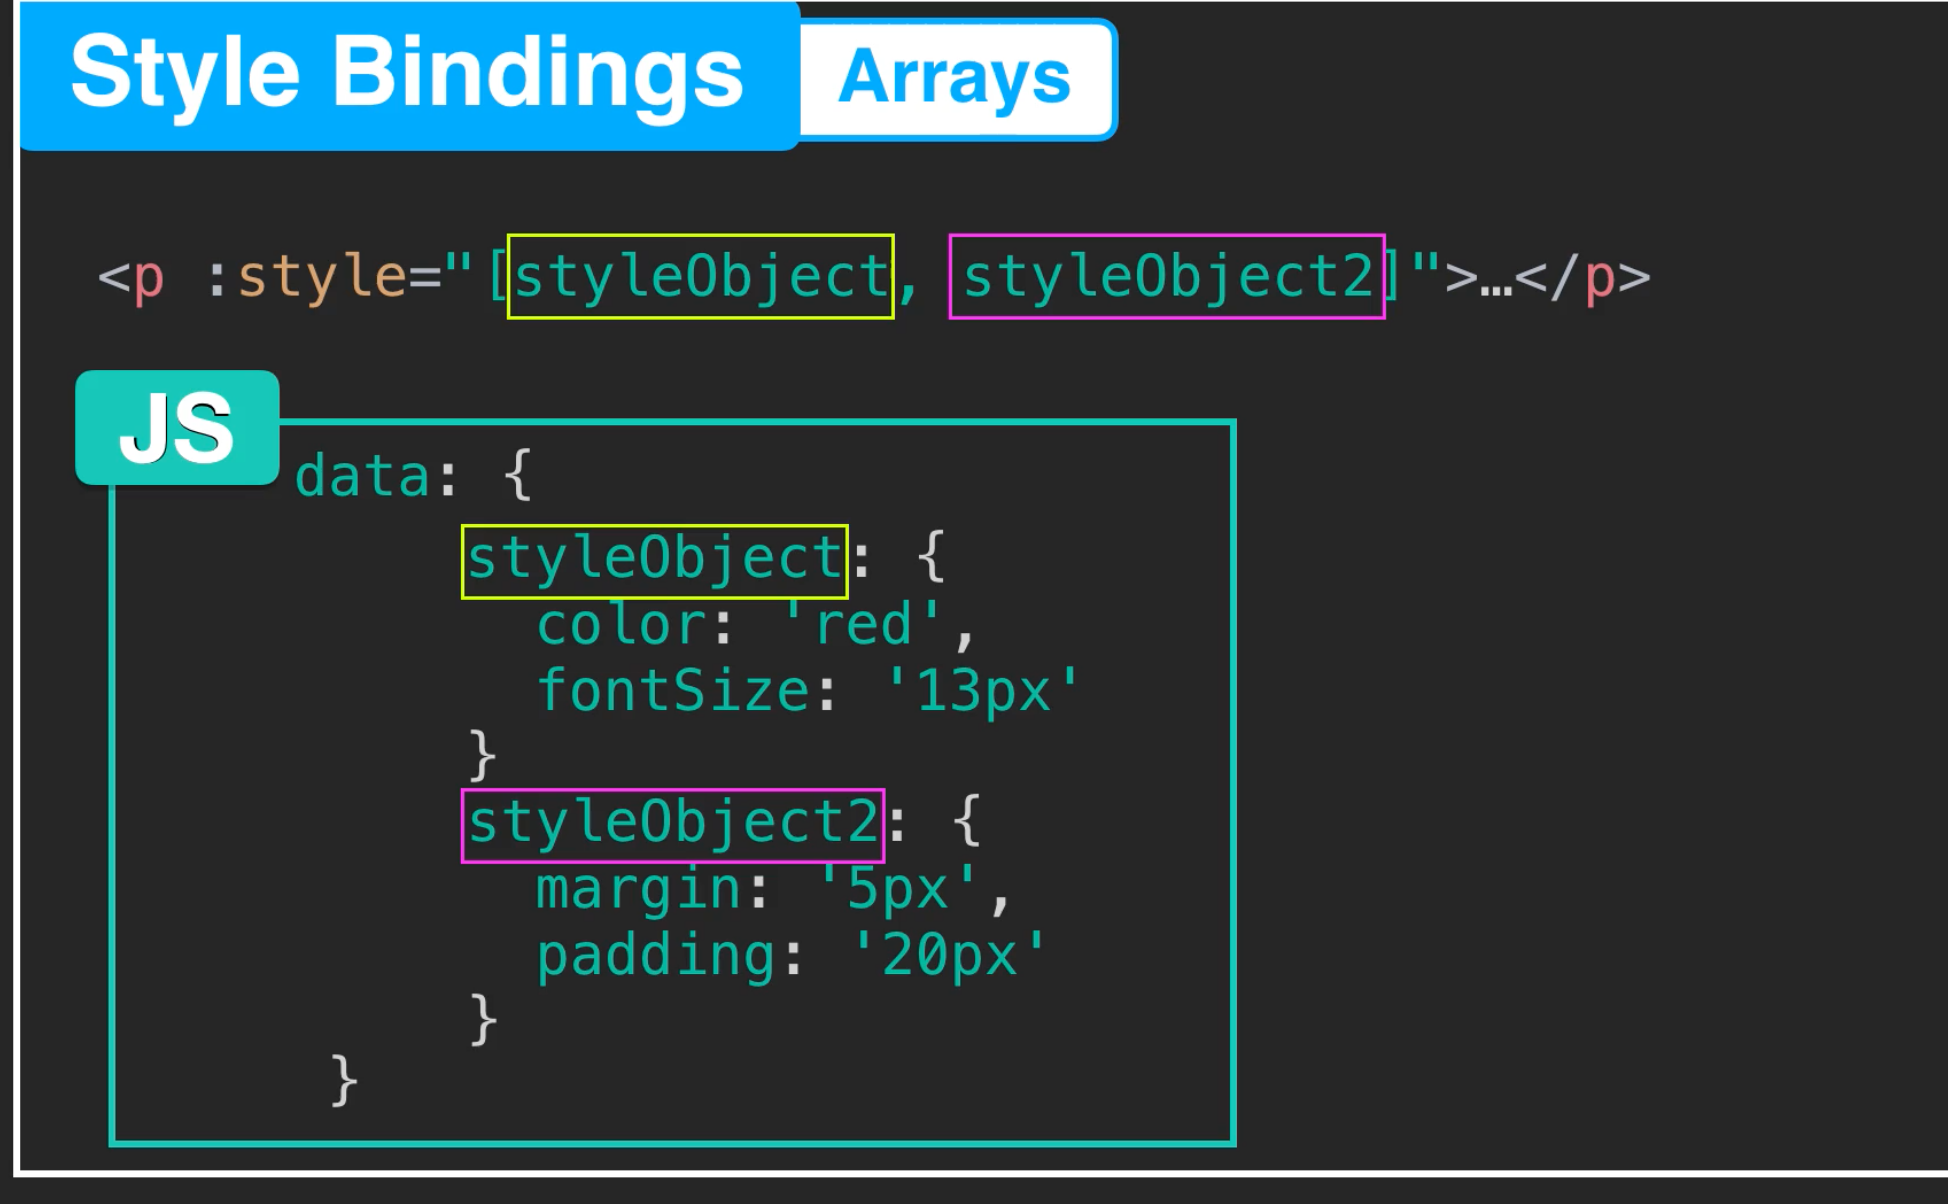 Style Bindings Arrays
<p :style="[styleObject, styleObject2]">…</p>
JS
data: {
styleObject: {
color: 'red',
fontSize: '13px'
}
styleObject2: {
margin: '5px',
padding: '20px'
}
}